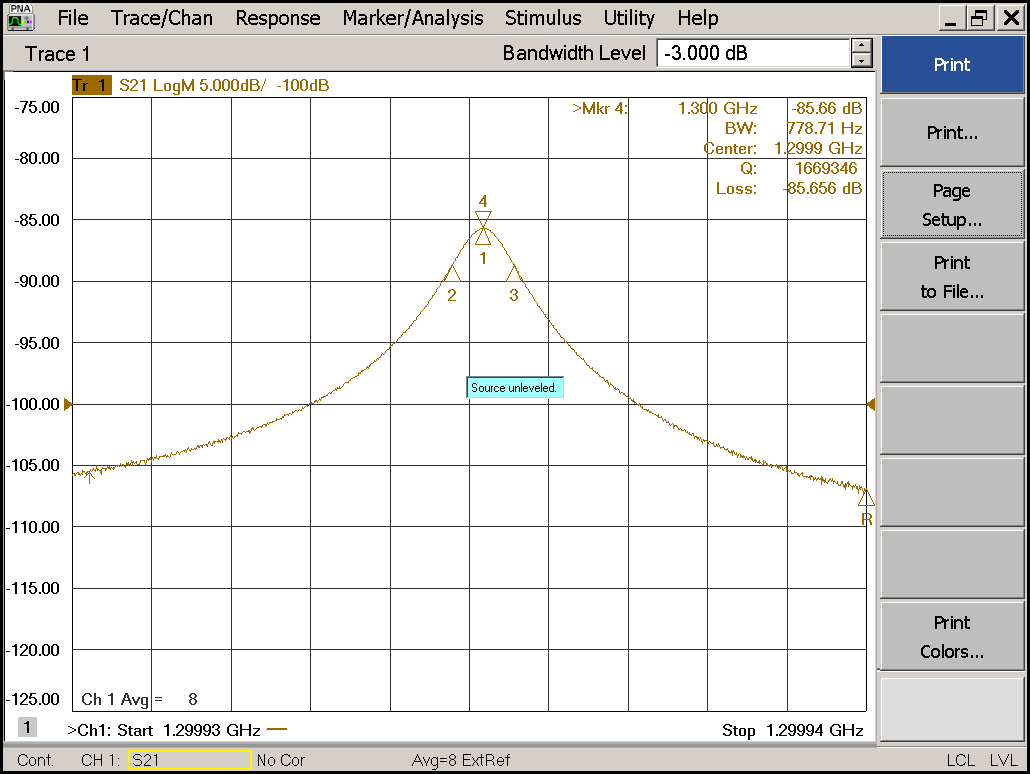 PNA
File Trace/Chan Response Marker/Analysis Stimulus Utility Help
Trace 1 Bandwidth Level -3.000 dB
Tr 1 S21 LogM 5.000dB/ -100dB
>Mkr 4: 1.300 GHz -85.66 dB
BW: 778.71 Hz
Center: 1.2999 GHz
Q: 1669346
Loss: -85.656 dB
-75.00
-80.00
-85.00
-90.00
-95.00
-100.00
-105.00
-110.00
-115.00
-120.00
-125.00
4
1
2 3
Source unleveled.
R
Ch 1 Avg = 8
1 >Ch1: Start 1.29993 GHz Stop 1.29994 GHz
Cont. CH 1: S21 No Cor Avg=8 ExtRef LCL LVL
Print
Print...
Page
Setup...
Print
to File...
Print
Colors...